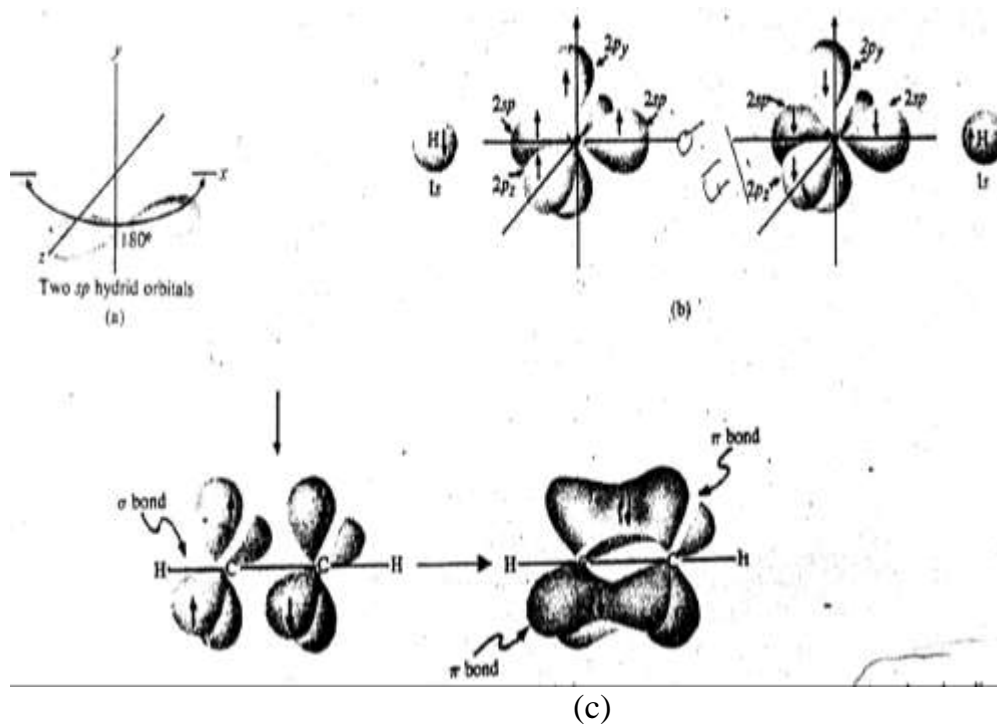 y
x
z
180°
Two sp hydrid orbitals
(a)
H
1s
2sp
2py
2sp
2pz
2sp
2py
2sp
2pz
H
1s
(b)
σ bond
H
C
C
H
π bond
H
C
H
π bond
(c)